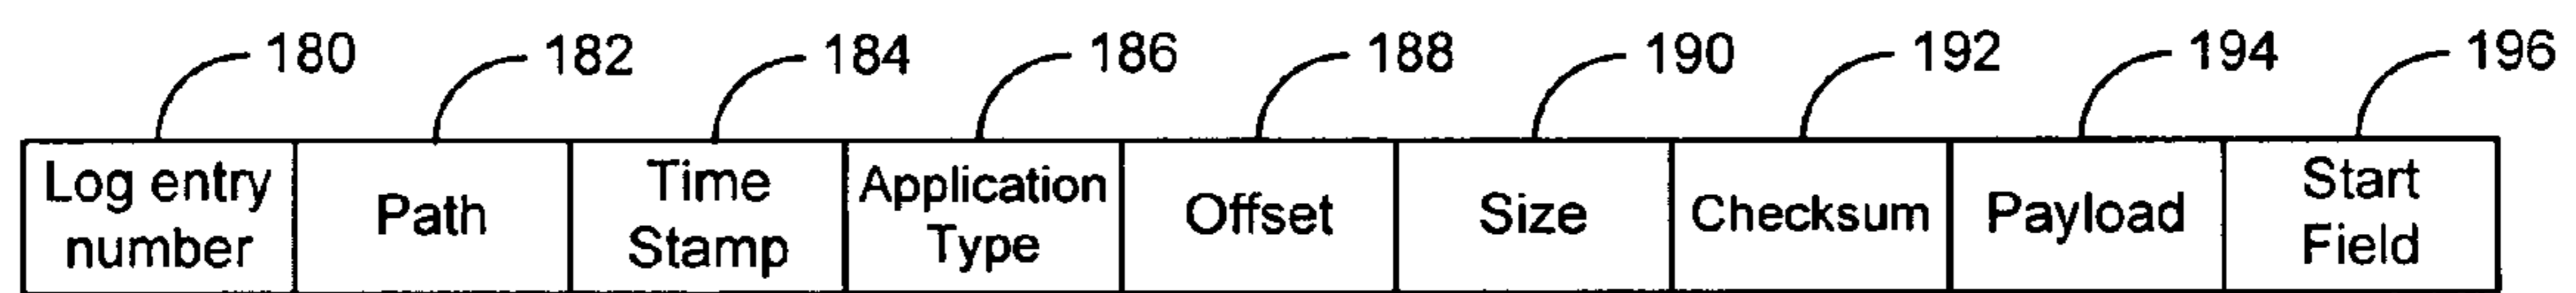 180 182 184 186 188 190 192 194 196
Log entry
number
Path
Time
Stamp
Application
Type
Offset
Size
Checksum
Payload
Start
Field